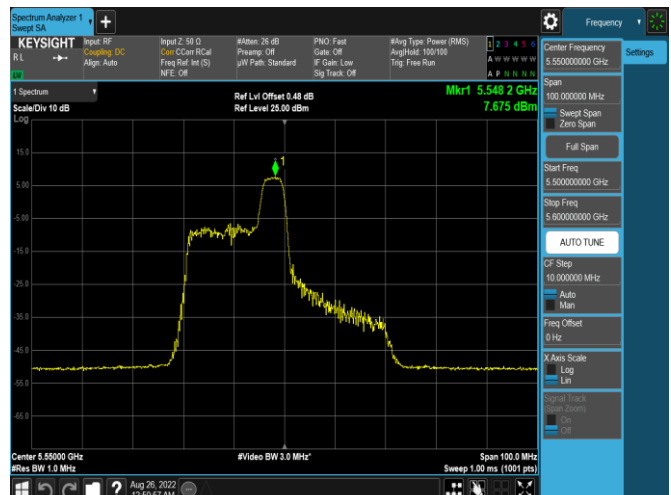 Spectrum Analyzer 1
Swept SA
Frequency
KEYSIGHT
R L
LV
Input: RF
Coupling: DC
Align: Auto
Input Z: 50 Ω
Corr CCorr RCal
Freq Ref: Int (S)
NFE: Off
#Atten: 26 dB
Preamp: Off
µW Path: Standard
PNO: Fast
Gate: Off
IF Gain: Low
Sig Track: Off
#Avg Type: Power (RMS)
Avg|Hold: 100/100
Trig: Free Run
1 2 3 4 5 6
A W W W W W
A P N N N N
1 Spectrum
Scale/Div 10 dB
Log
Ref Lvl Offset 0.48 dB
Ref Level 25.00 dBm
Mkr1 5.548 2 GHz
7.675 dBm
1
15.0
5.00
-5.00
-15.0
-25.0
-35.0
-45.0
-55.0
-65.0
Center 5.55000 GHz
#Res BW 1.0 MHz
#Video BW 3.0 MHz*
Span 100.0 MHz
Sweep 1.00 ms (1001 pts)
Aug 26, 2022
Center Frequency
5.550000000 GHz
Span
100.000000 MHz
Swept Span
Zero Span
Full Span
Start Freq
5.500000000 GHz
Stop Freq
5.600000000 GHz
AUTO TUNE
CF Step
10.000000 MHz
Auto
Man
Freq Offset
0 Hz
X Axis Scale
Log
Lin
Signal Track
(Span Zoom)
On
Off
Settings